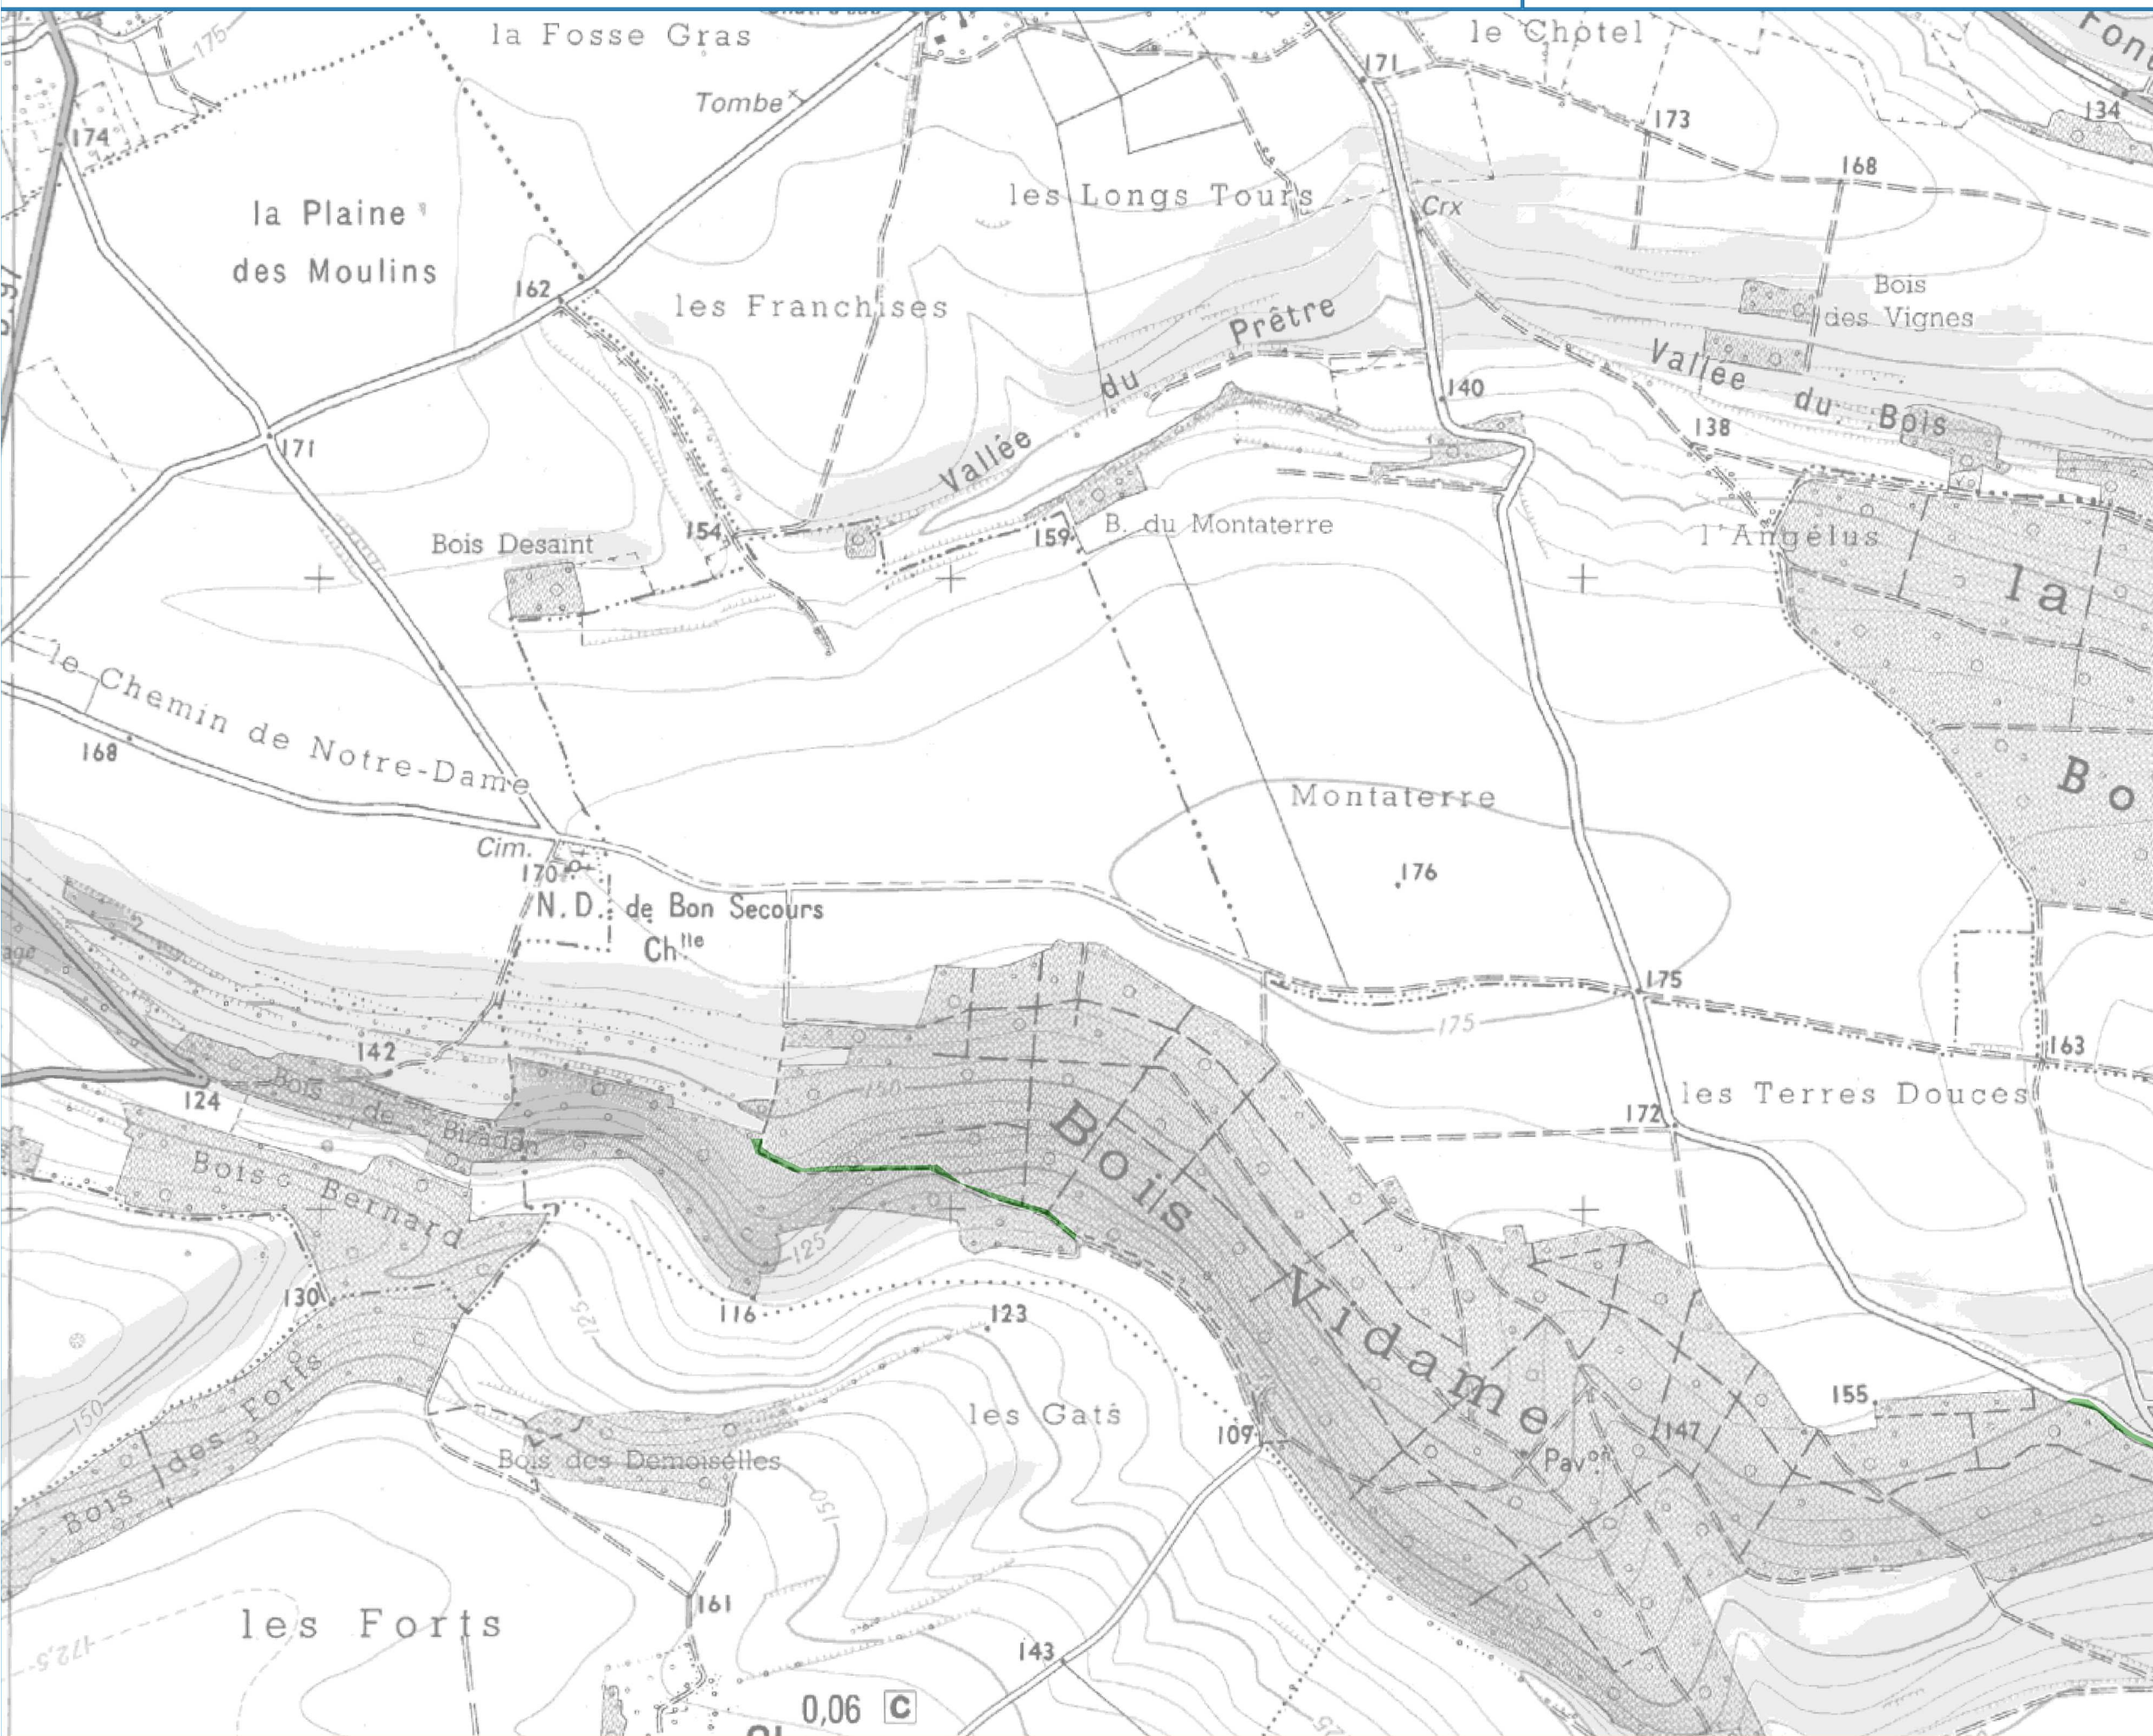 la Fosse Gras
le Chotel
175
171
Tombe
174
173
134
168
les Longs Tours
la Plaine
des Moulins
Crx
162
les Franchises
Bois
des Vignes
Vallée du Prêtre
Vallée du Bois
140
138
171
154
159
B. du Montaterre
Bois Desaint
l'Angélus
la
Bo
le Chemin de Notre-Dame
168
Montaterre
176
Cim.
170
N.D. de Bon Secours
Chlle
175
175
163
142
124
Bois de Bizadan
150
les Terres Douces
172
Bois Vidame
Bois Bernard
125
130
116
123
125
150
les Gats
155
109
147
Pavon
Bois des Forts
Bois des Demoiselles
150
les Forts
161
172,5
143
0,06 C
125